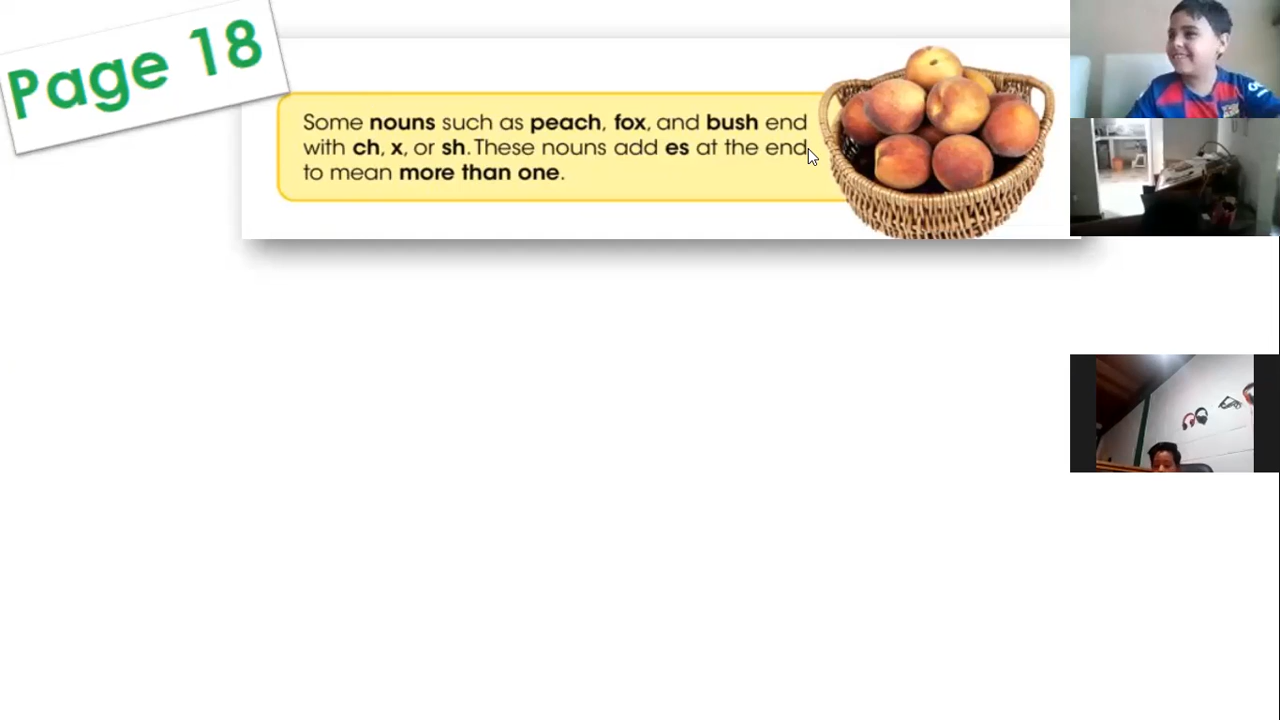 Page 18
Some nouns such as peach, fox, and bush end
with ch, x, or sh. These nouns add es at the end
to mean more than one.